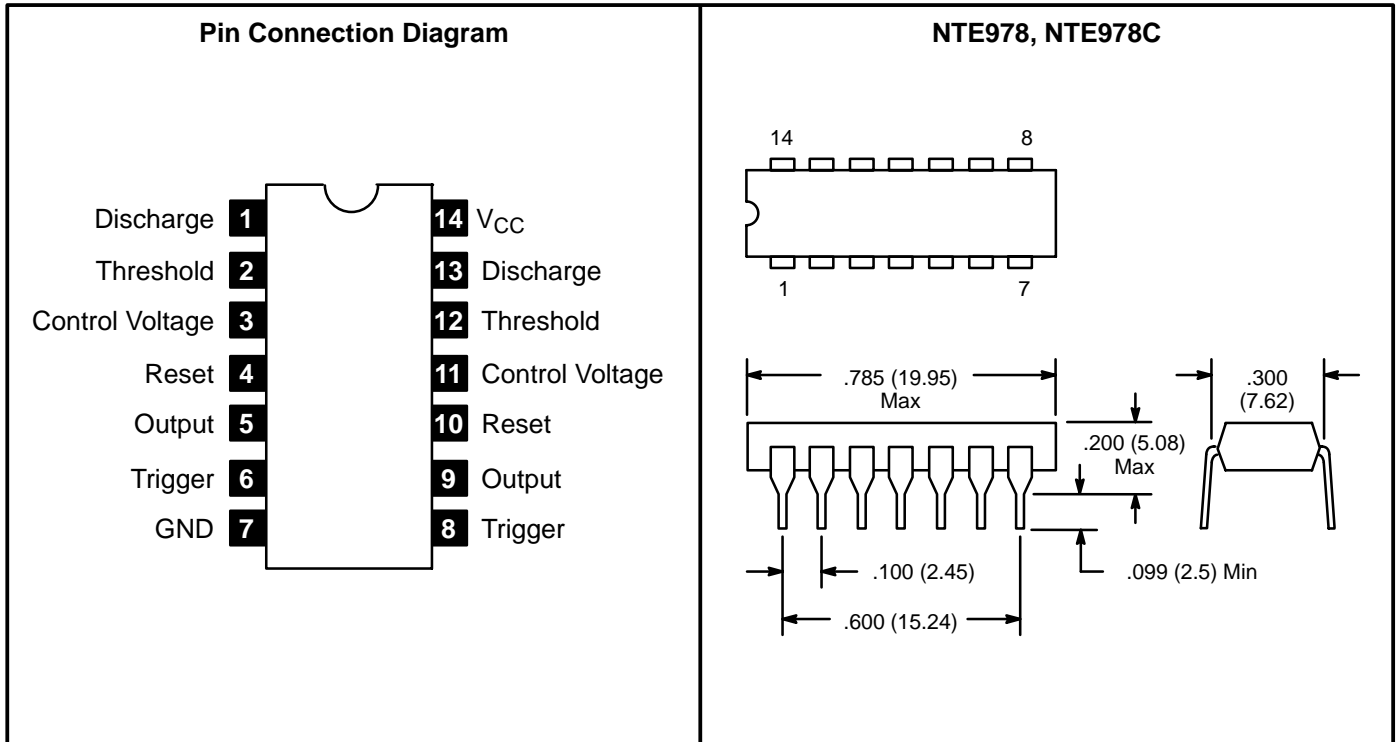 Pin Connection Diagram
Discharge 1
Threshold 2
Control Voltage 3
Reset 4
Output 5
Trigger 6
GND 7
14 VCC
13 Discharge
12 Threshold
11 Control Voltage
10 Reset
9 Output
8 Trigger
NTE978, NTE978C
14 8
1 7
.785 (19.95)
Max
.300
(7.62)
.200 (5.08)
Max
.100 (2.45)
.099 (2.5) Min
.600 (15.24)